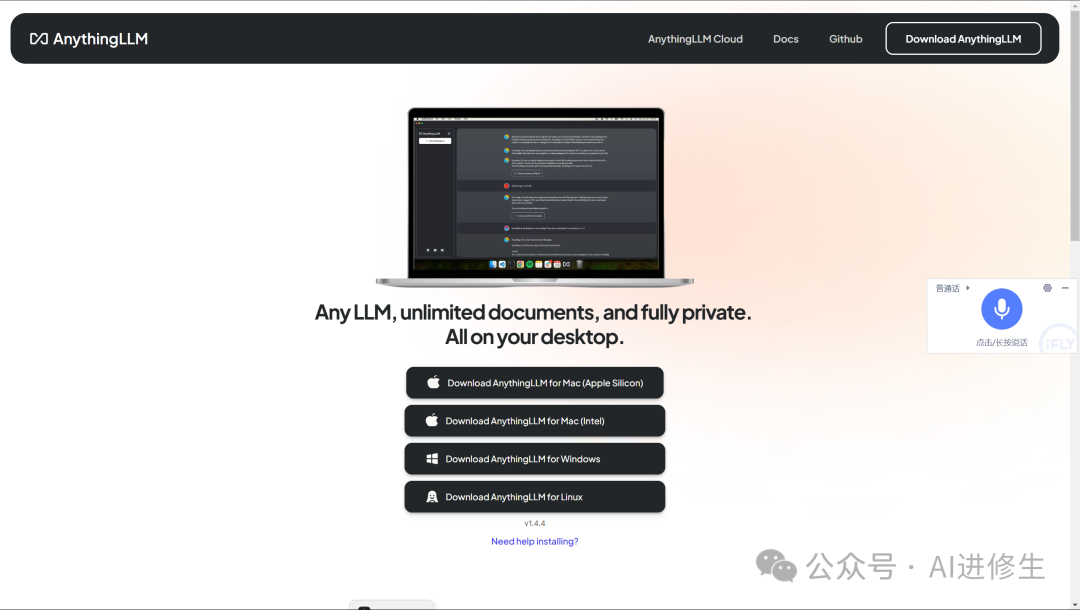 AnythingLLM
AnythingLLM Cloud
Docs
Github
Download AnythingLLM
Any LLM, unlimited documents, and fully private.
All on your desktop.
Download AnythingLLM for Mac (Apple Silicon)
Download AnythingLLM for Mac (Intel)
Download AnythingLLM for Windows
Download AnythingLLM for Linux
v1.4.4
Need help installing?
普通话
点击/长按说话
iFLY
公众号 · AI进修生